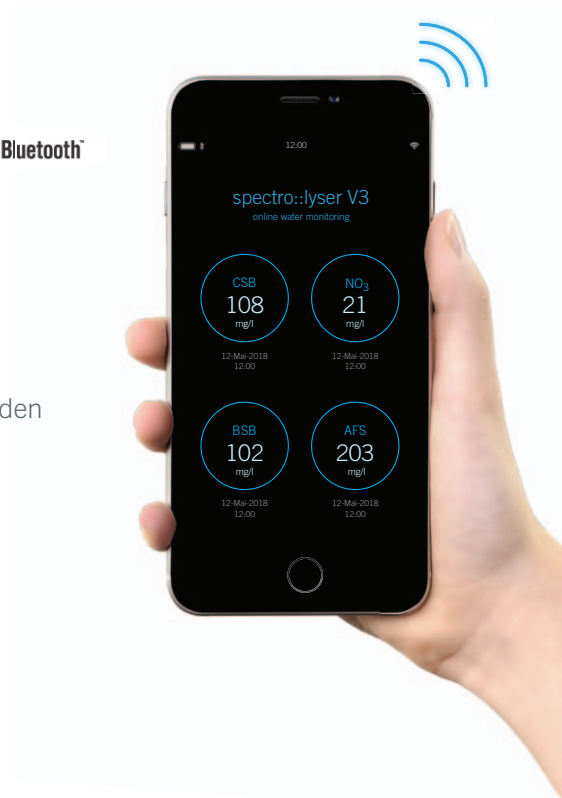 Bluetooth™
12:00
spectro::lyser V3
online water monitoring
CSB
108
mg/l
12-Mai-2018
12:00
NO₃
21
mg/l
12-Mai-2018
12:00
den
BSB
102
mg/l
12-Mai-2018
12:00
AFS
203
mg/l
12-Mai-2018
12:00